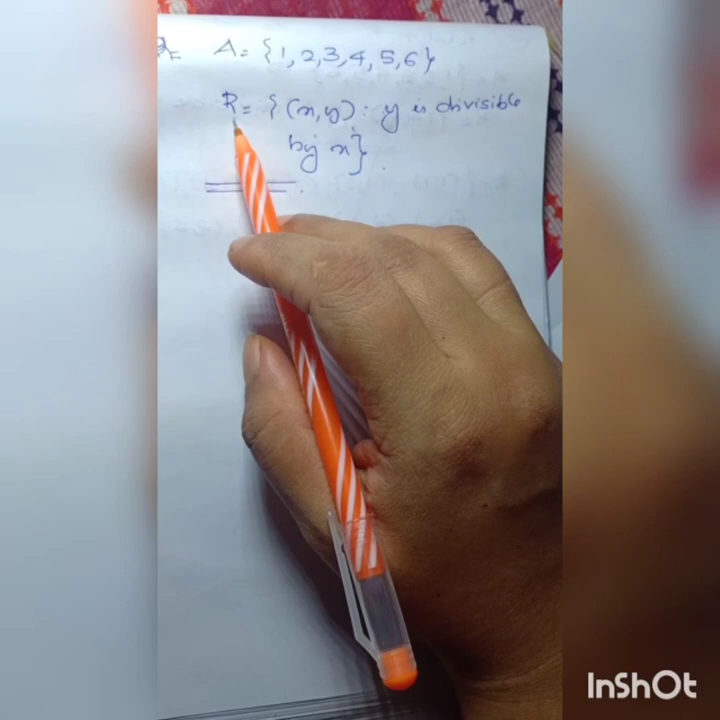 A = {1, 2, 3, 4, 5, 6}
R = {(x, y) : y is divisible
by x}
InShOt